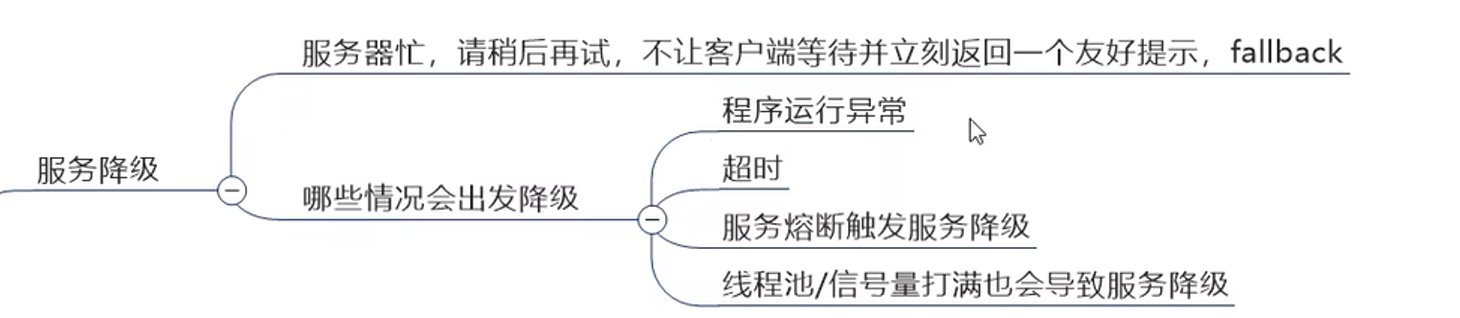 服务器忙，请稍后再试，不让客户端等待并立刻返回一个友好提示，fallback
程序运行异常
服务降级
超时
哪些情况会出发降级
服务熔断触发服务降级
线程池/信号量打满也会导致服务降级